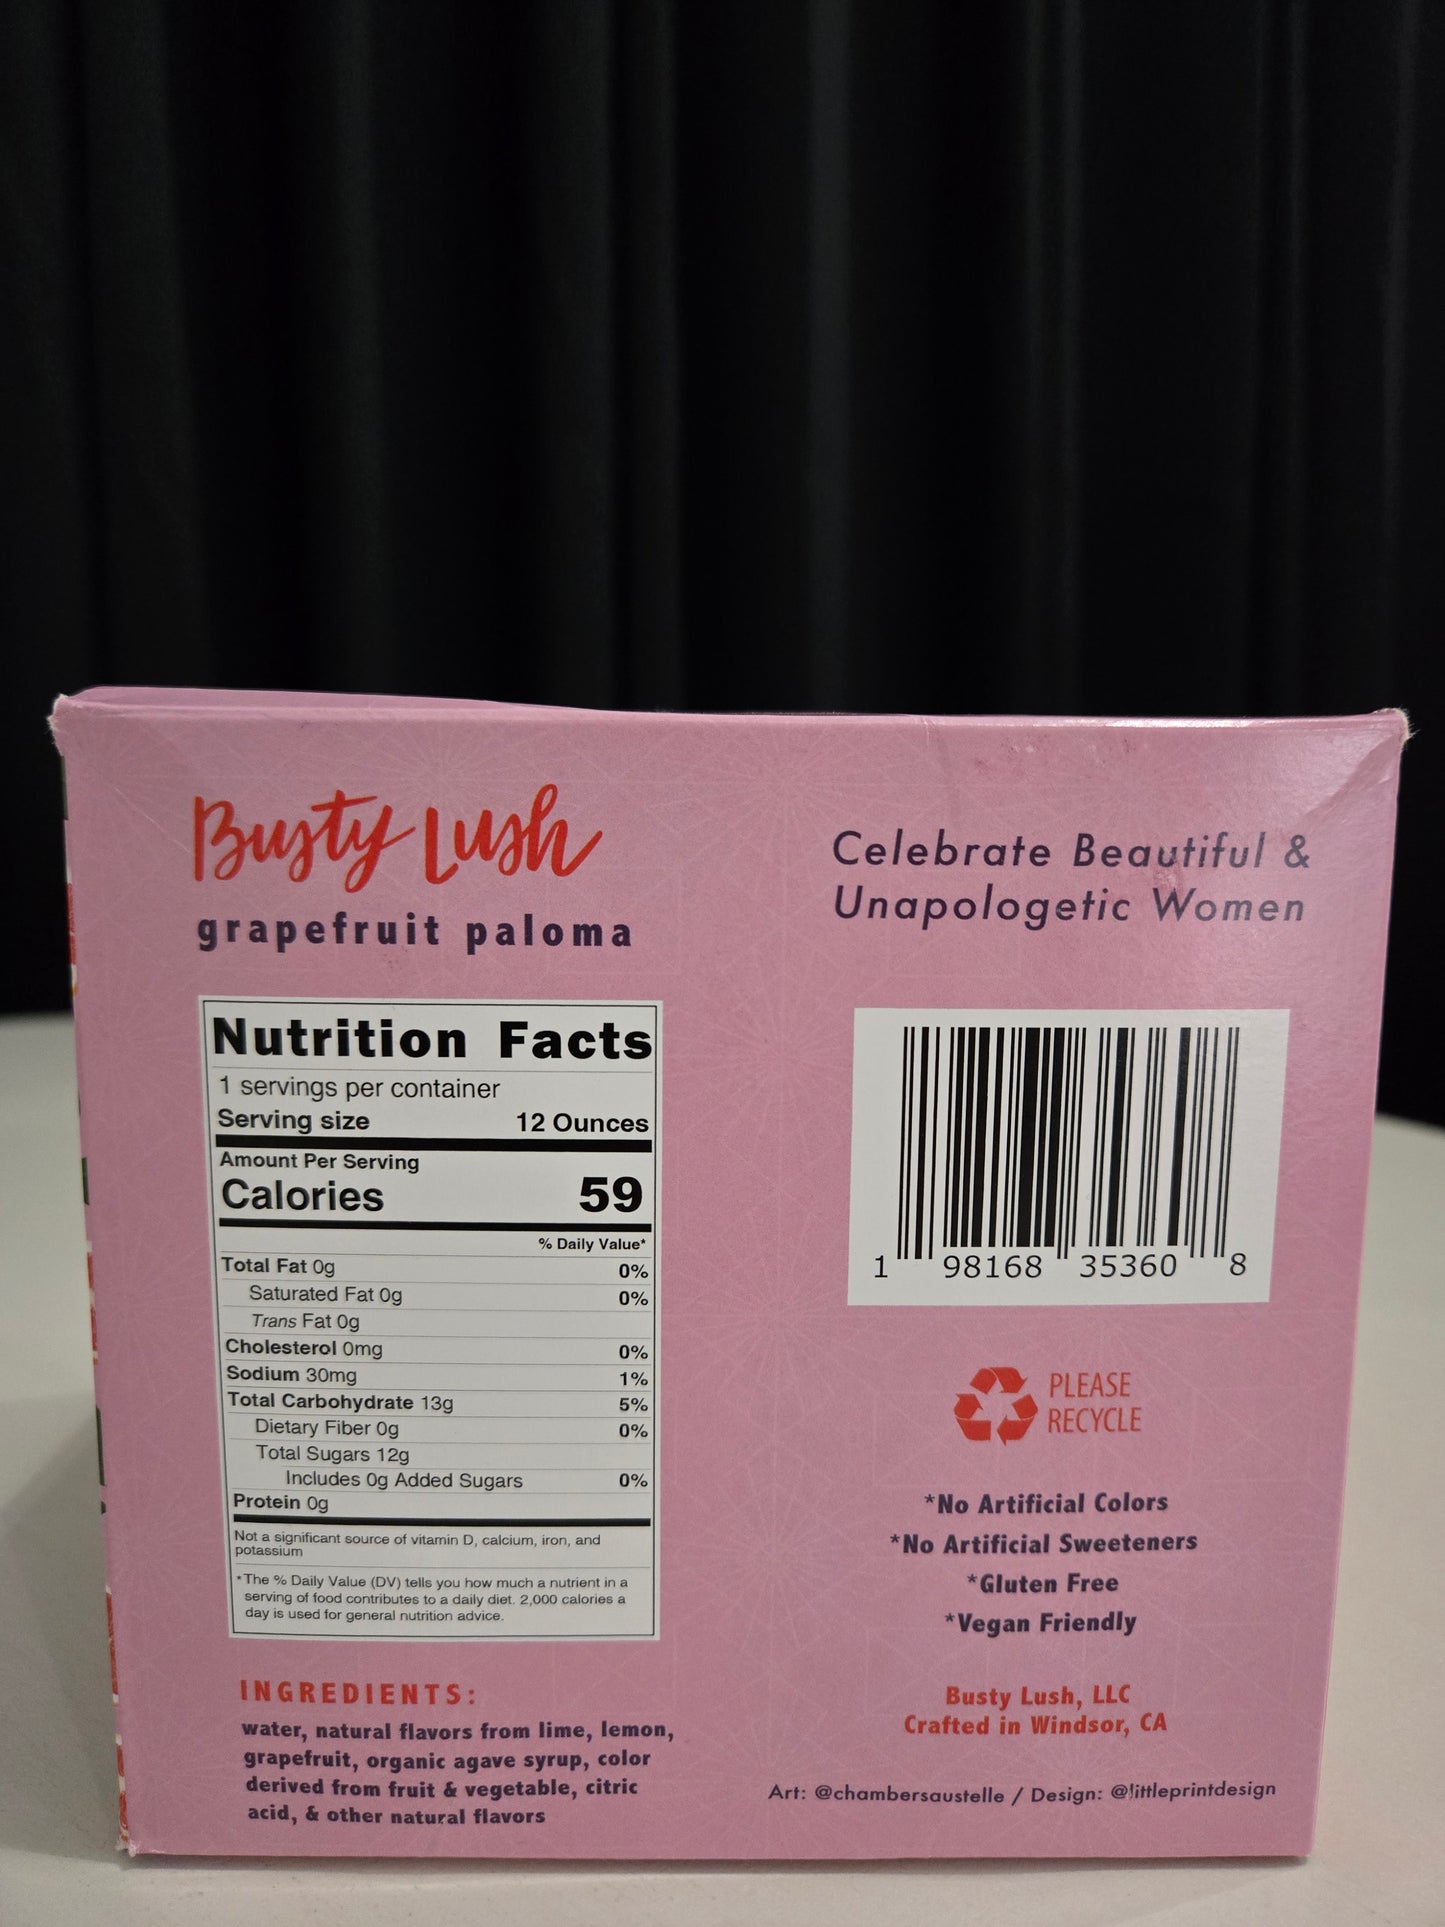 Busty Lush
grapefruit paloma
Nutrition Facts
1 servings per container
Serving size 12 Ounces
Amount Per Serving
Calories 59
% Daily Value*
Total Fat 0g 0%
Saturated Fat 0g 0%
Trans Fat 0g
Cholesterol 0mg 0%
Sodium 30mg 1%
Total Carbohydrate 13g 5%
Dietary Fiber 0g 0%
Total Sugars 12g
Includes 0g Added Sugars 0%
Protein 0g
Not a significant source of vitamin D, calcium, iron, and
potassium
*The % Daily Value (DV) tells you how much a nutrient in a
serving of food contributes to a daily diet. 2,000 calories a
day is used for general nutrition advice.
INGREDIENTS:
water, natural flavors from lime, lemon,
grapefruit, organic agave syrup, color
derived from fruit & vegetable, citric
acid, & other natural flavors
Celebrate Beautiful &
Unapologetic Women
1 98168 35360 8
PLEASE
RECYCLE
*No Artificial Colors
*No Artificial Sweeteners
*Gluten Free
*Vegan Friendly
Busty Lush, LLC
Crafted in Windsor, CA
Art: @chambersaustelle / Design: @littleprintdesign